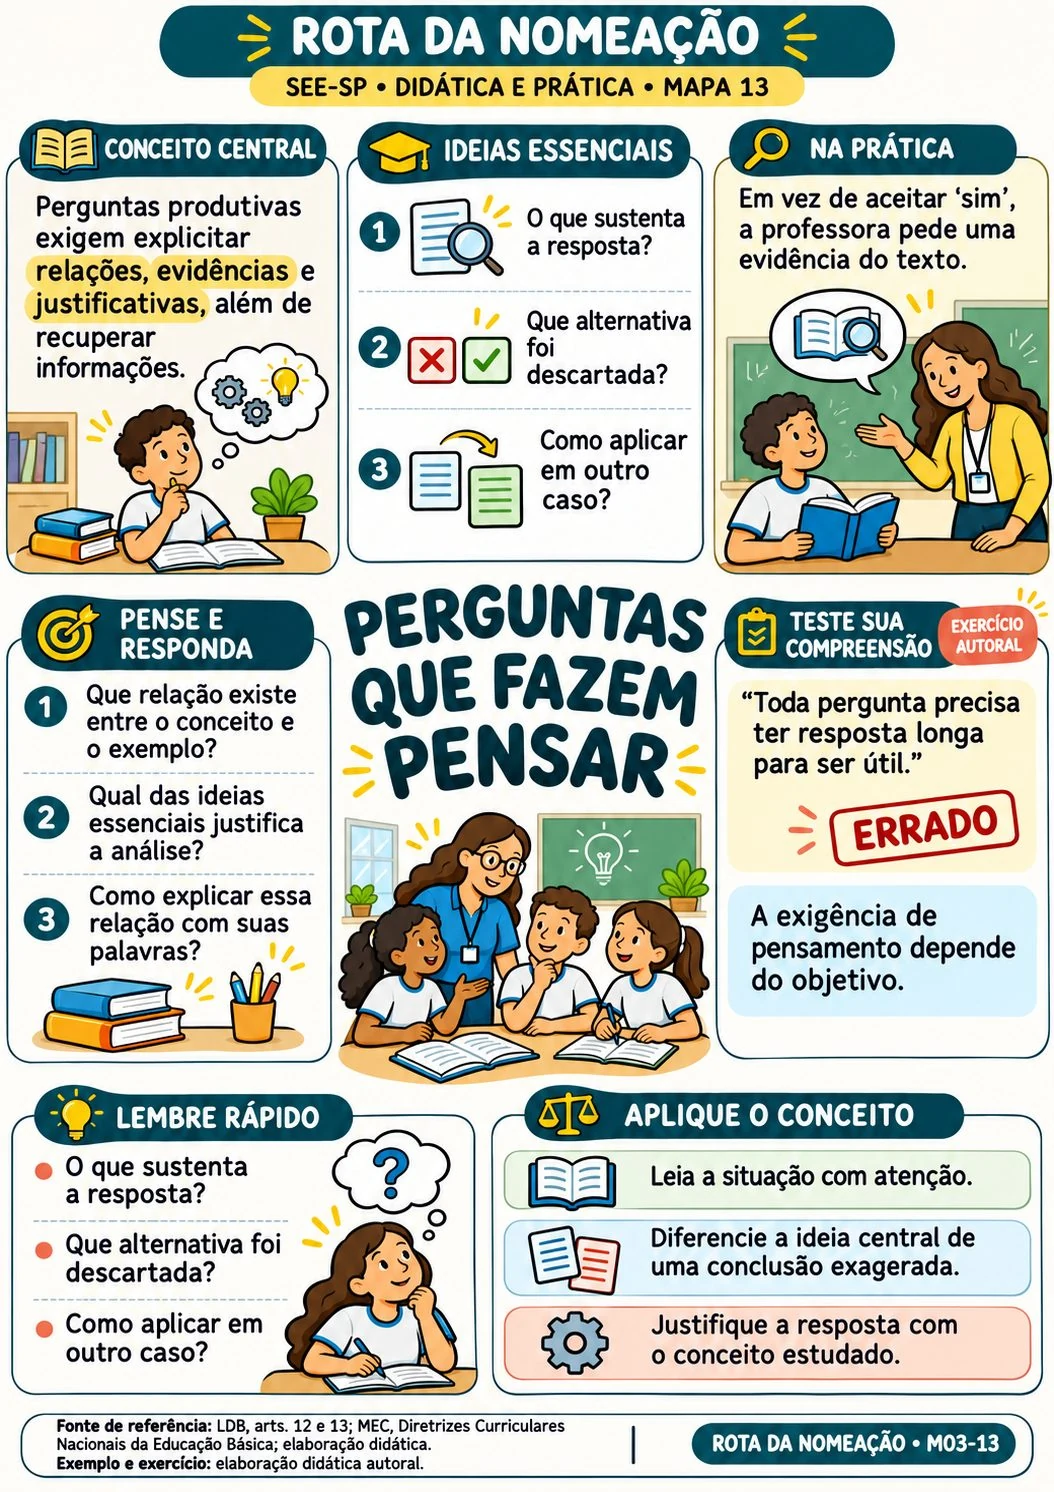 ROTA DA NOMEAÇÃO
SEE-SP • DIDÁTICA E PRÁTICA • MAPA 13
CONCEITO CENTRAL
Perguntas produtivas
exigem explicitar
relações, evidências e
justificativas, além de
recuperar
informações.
IDEIAS ESSENCIAIS
1
O que sustenta
a resposta?
2
Que alternativa
foi
descartada?
3
Como aplicar
em outro
caso?
NA PRÁTICA
Em vez de aceitar ‘sim’,
a professora pede uma
evidência do texto.
PENSE E
RESPONDA
1
Que relação existe
entre o conceito e
o exemplo?
2
Qual das ideias
essenciais justifica
a análise?
3
Como explicar essa
relação com suas
palavras?
PERGUNTAS
QUE FAZEM
PENSAR
TESTE SUA
COMPREENSÃO
EXERCÍCIO
AUTORAL
“Toda pergunta precisa
ter resposta longa
para ser útil.”
ERRADO
A exigência de
pensamento depende
do objetivo.
LEMBRE RÁPIDO
• O que sustenta
a resposta?
• Que alternativa foi
descartada?
• Como aplicar em
outro caso?
?
APLIQUE O CONCEITO
Leia a situação com atenção.
Diferencie a ideia central de
uma conclusão exagerada.
Justifique a resposta com
o conceito estudado.
Fonte de referência: LDB, arts. 12 e 13; MEC, Diretrizes Curriculares
Nacionais da Educação Básica; elaboração didática.
Exemplo e exercício: elaboração didática autoral.
ROTA DA NOMEAÇÃO • M03-13